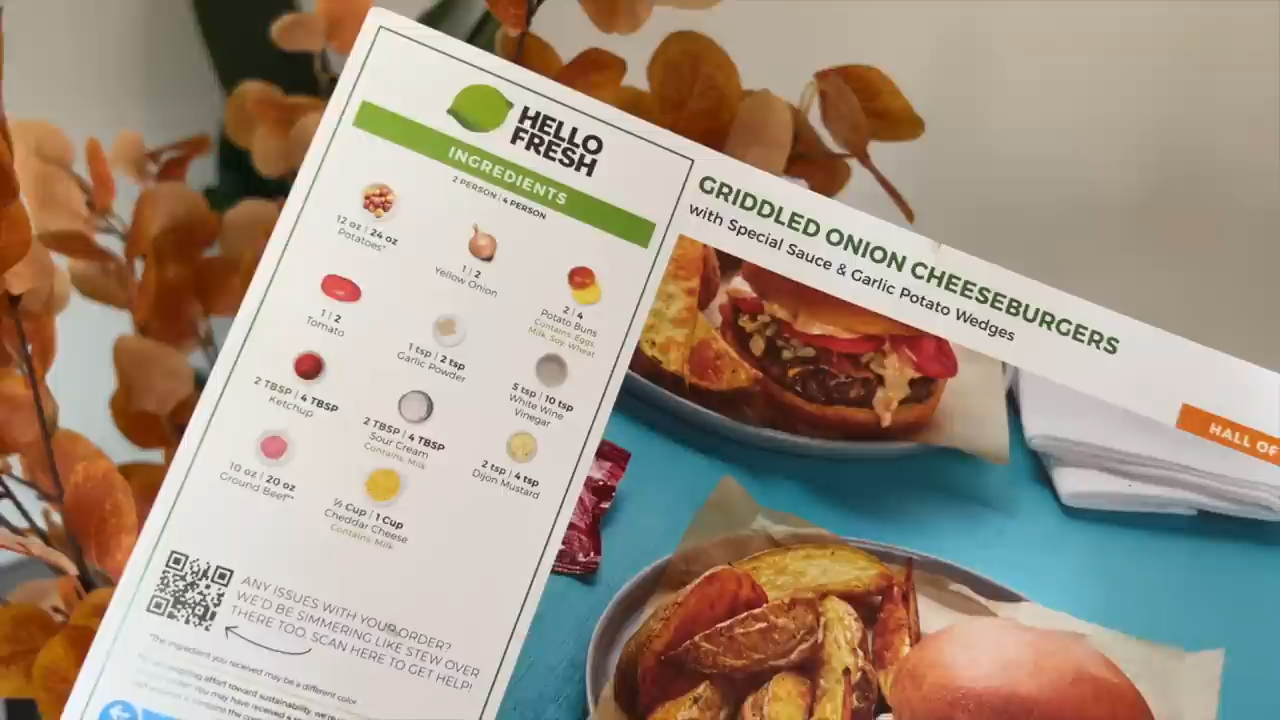 HELLO
FRESH
INGREDIENTS
2 PERSON | 4 PERSON
12 oz | 24 oz
Potatoes*
1 | 2
Yellow Onion
2 | 4
Potato Buns
Contains: Eggs,
Milk, Soy, Wheat
1 | 2
Tomato
1 tsp | 2 tsp
Garlic Powder
5 tsp | 10 tsp
White Wine
Vinegar
2 TBSP | 4 TBSP
Ketchup
2 TBSP | 4 TBSP
Sour Cream
Contains: Milk
2 tsp | 4 tsp
Dijon Mustard
10 oz | 20 oz
Ground Beef**
½ Cup | 1 Cup
Cheddar Cheese
Contains: Milk
ANY ISSUES WITH YOUR ORDER?
WE'D BE SIMMERING LIKE STEW OVER
THERE TOO. SCAN HERE TO GET HELP!
*The ingredient you received may be a different color.
GRIDDLED ONION CHEESEBURGERS
with Special Sauce & Garlic Potato Wedges
HALL OF